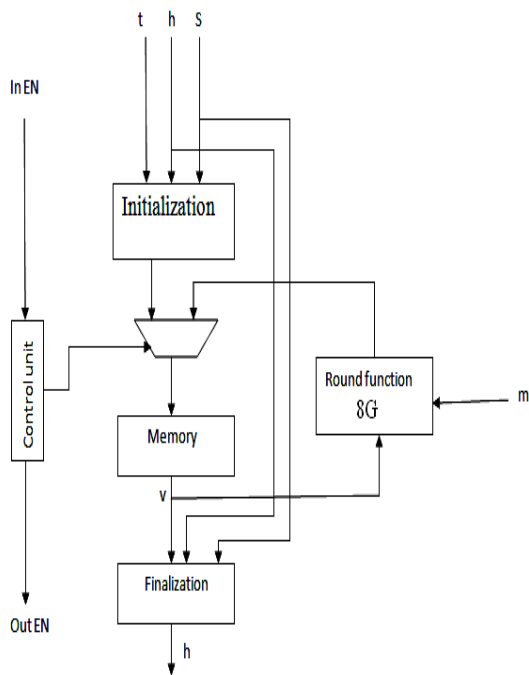 t h S
In EN
Initialization
Control unit
Round function
8G
m
Memory
v
Finalization
Out EN
h